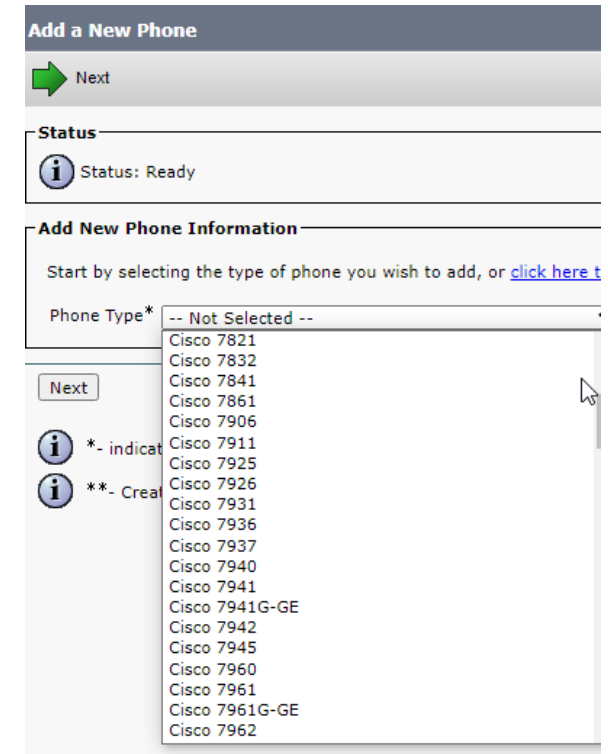 Add a New Phone
Next
Status
Status: Ready
Add New Phone Information
Start by selecting the type of phone you wish to add, or click here t
Phone Type* -- Not Selected --
Cisco 7821
Cisco 7832
Cisco 7841
Cisco 7861
Cisco 7906
Cisco 7911
Cisco 7925
Cisco 7926
Cisco 7931
Cisco 7936
Cisco 7937
Cisco 7940
Cisco 7941
Cisco 7941G-GE
Cisco 7942
Cisco 7945
Cisco 7960
Cisco 7961
Cisco 7961G-GE
Cisco 7962
Next
*- indicat
**- Creat